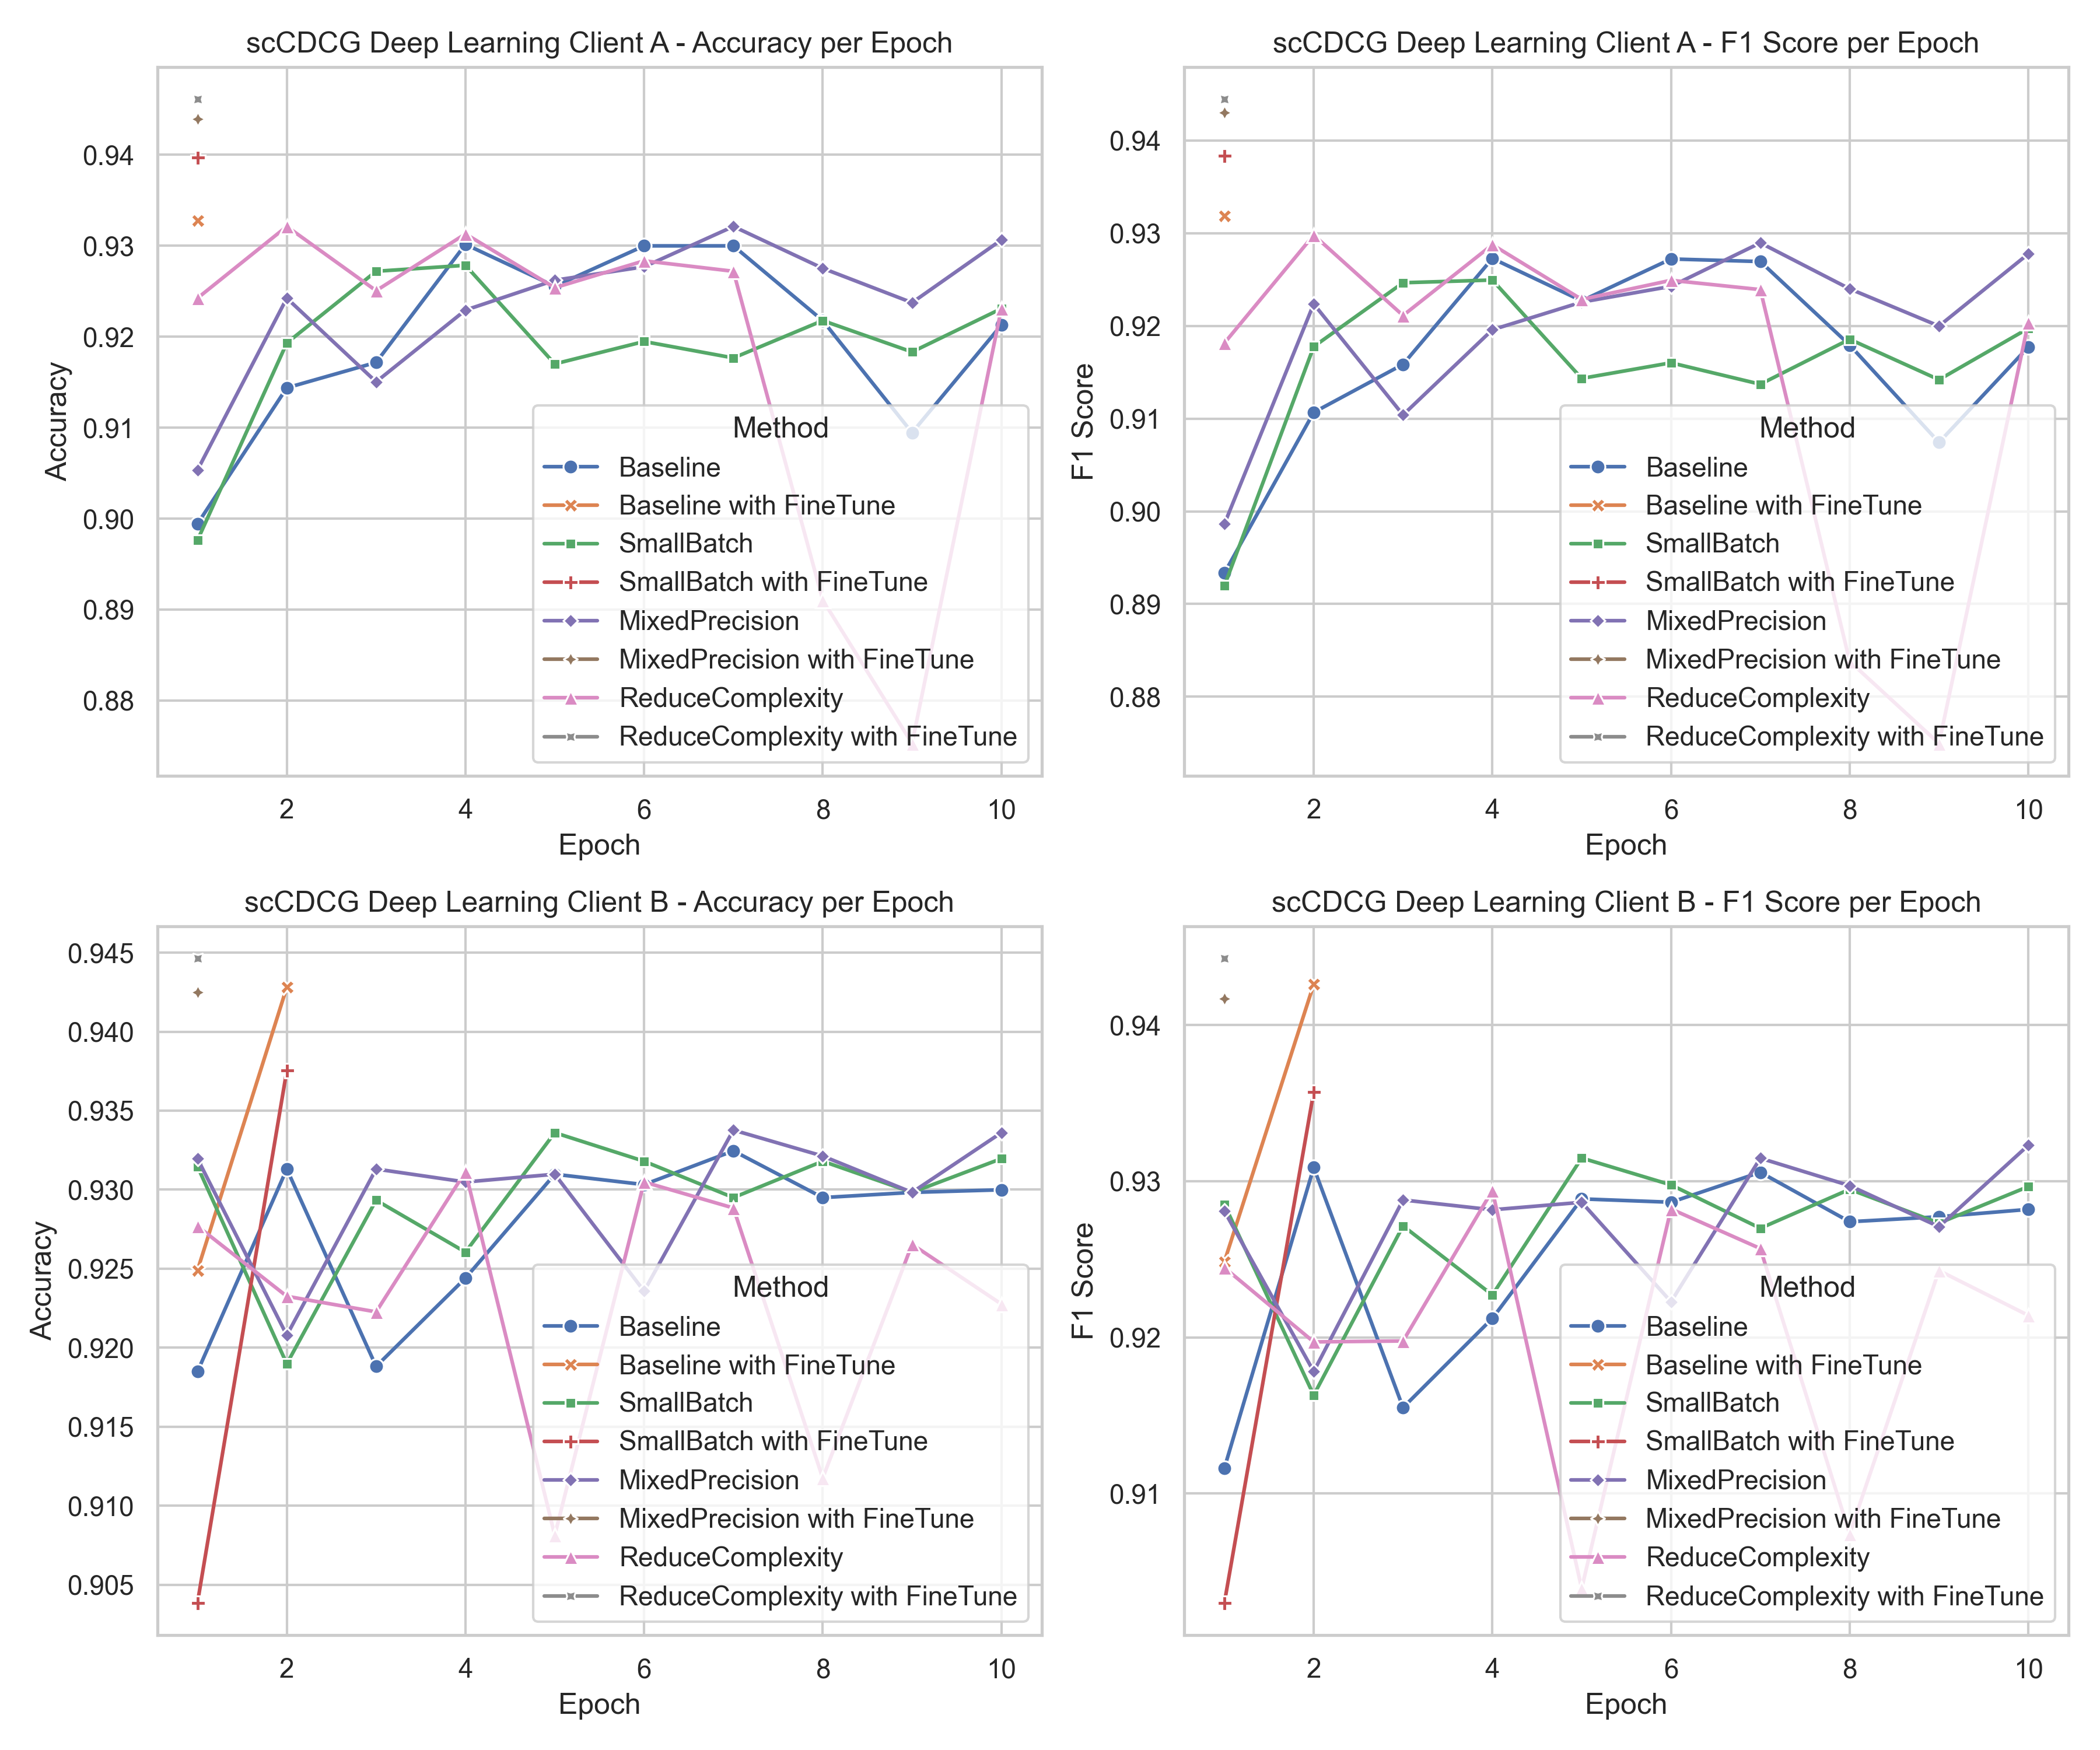 scCDCG Deep Learning Client A - Accuracy per Epoch
Accuracy
0.94
0.93
0.92
0.91
0.90
0.89
0.88
Method
Baseline
Baseline with FineTune
SmallBatch
SmallBatch with FineTune
MixedPrecision
MixedPrecision with FineTune
ReduceComplexity
ReduceComplexity with FineTune
2 4 6 8 10
Epoch
scCDCG Deep Learning Client A - F1 Score per Epoch
F1 Score
0.94
0.93
0.92
0.91
0.90
0.89
0.88
Method
Baseline
Baseline with FineTune
SmallBatch
SmallBatch with FineTune
MixedPrecision
MixedPrecision with FineTune
ReduceComplexity
ReduceComplexity with FineTune
2 4 6 8 10
Epoch
scCDCG Deep Learning Client B - Accuracy per Epoch
Accuracy
0.945
0.940
0.935
0.930
0.925
0.920
0.915
0.910
0.905
Method
Baseline
Baseline with FineTune
SmallBatch
SmallBatch with FineTune
MixedPrecision
MixedPrecision with FineTune
ReduceComplexity
ReduceComplexity with FineTune
2 4 6 8 10
Epoch
scCDCG Deep Learning Client B - F1 Score per Epoch
F1 Score
0.94
0.93
0.92
0.91
Method
Baseline
Baseline with FineTune
SmallBatch
SmallBatch with FineTune
MixedPrecision
MixedPrecision with FineTune
ReduceComplexity
ReduceComplexity with FineTune
2 4 6 8 10
Epoch